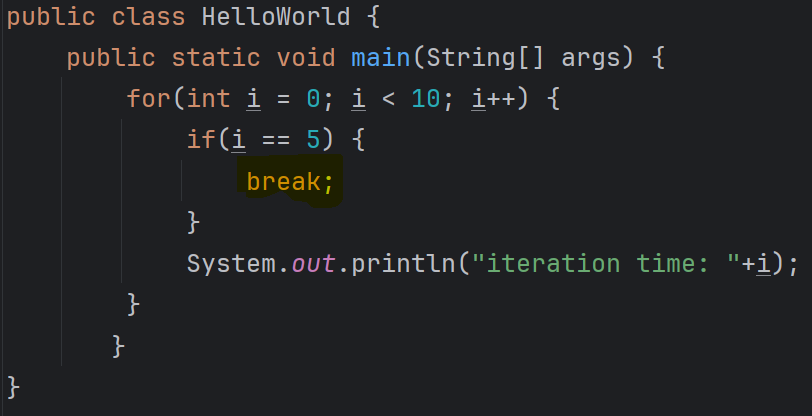 public class HelloWorld {
    public static void main(String[] args) {
        for(int i = 0; i < 10; i++) {
            if(i == 5) {
                break;
            }
            System.out.println("iteration time: "+i);
        }
       }
}